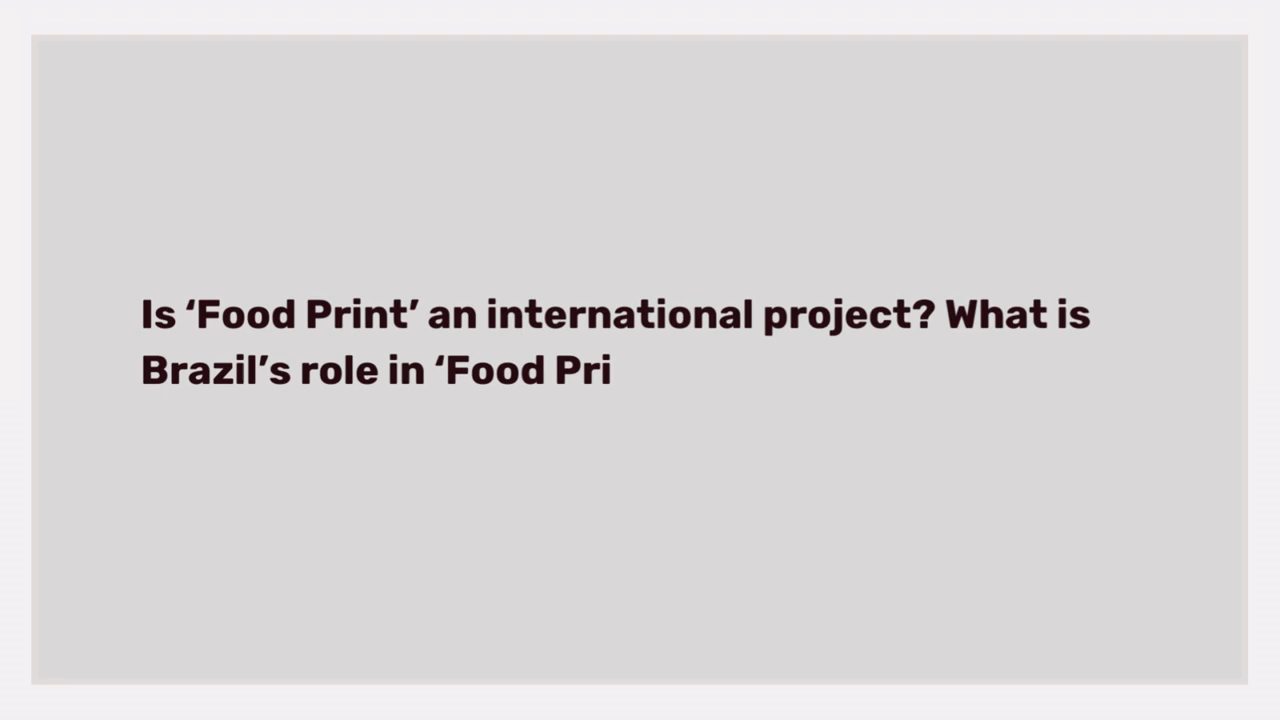 Is ‘Food Print’ an international project? What is
Brazil’s role in ‘Food Pri